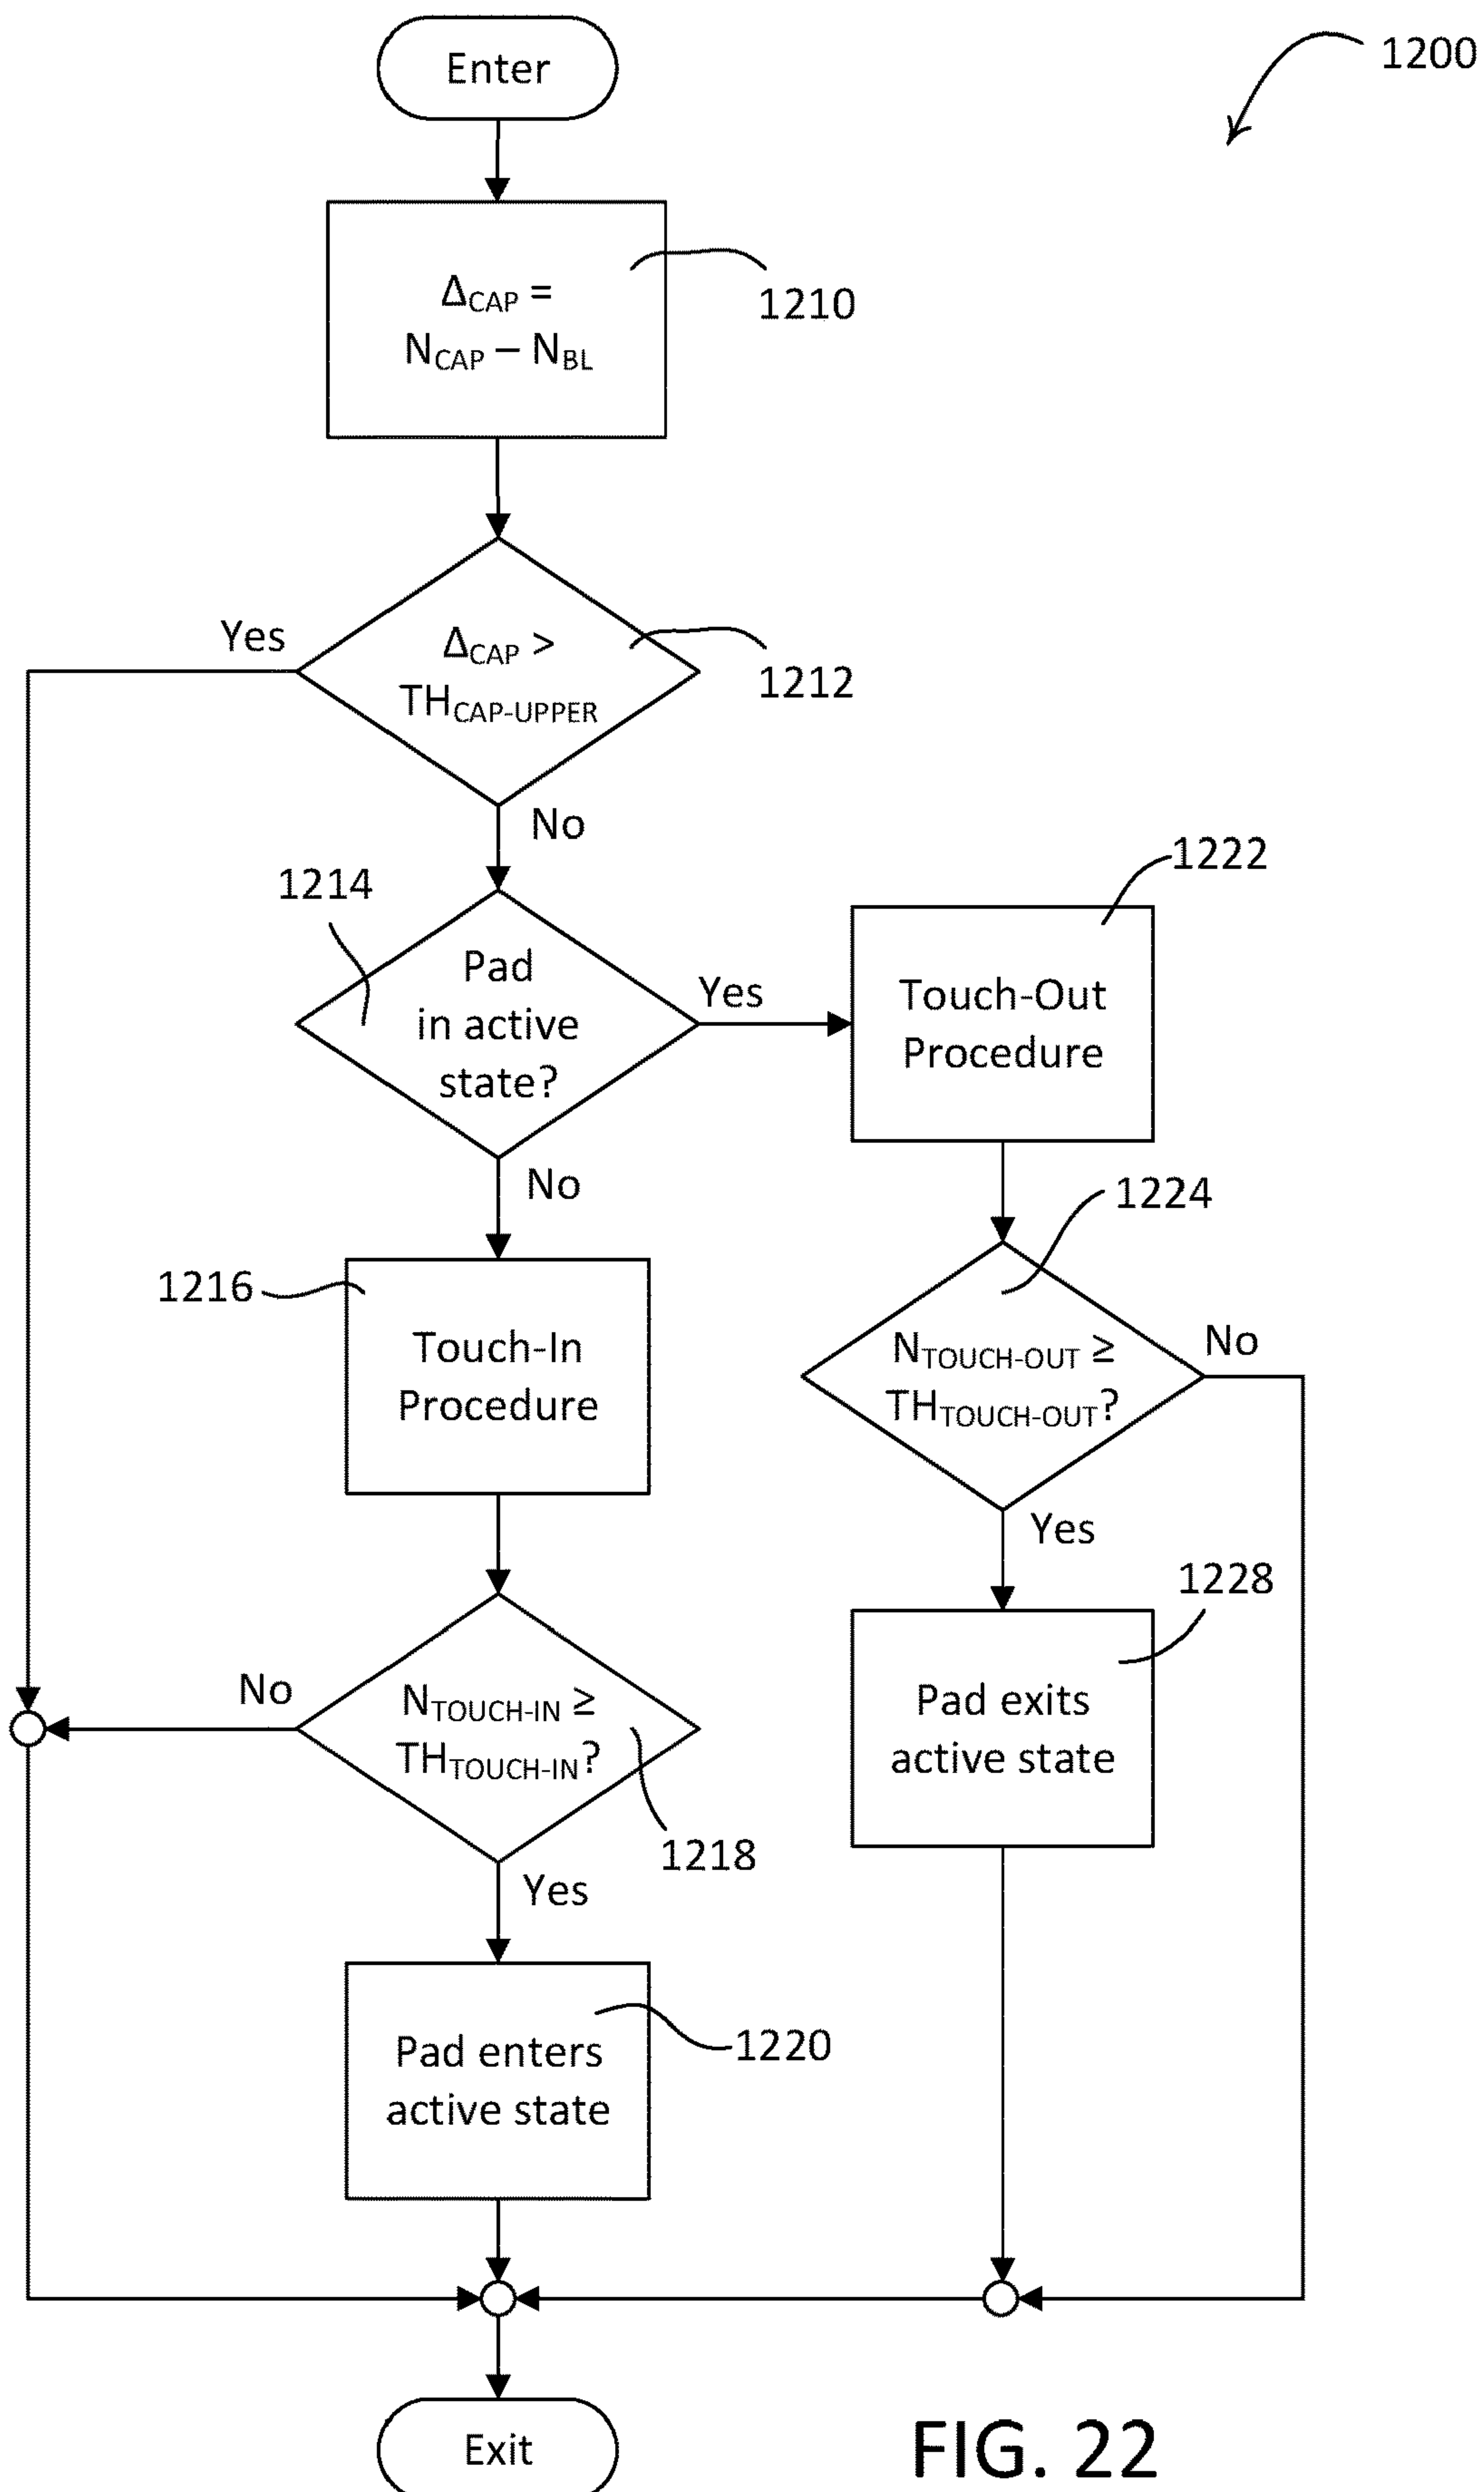 Enter
1200
ΔCAP =
NCAP – NBL
1210
Yes
ΔCAP >
THCAP-UPPER
1212
No
1214
Pad
in active
state?
Yes
1222
Touch-Out
Procedure
No
1216
Touch-In
Procedure
1224
NTOUCH-OUT ≥
THTOUCH-OUT?
No
Yes
1228
Pad exits
active state
No
NTOUCH-IN ≥
THTOUCH-IN?
1218
Yes
Pad enters
active state
1220
Exit
FIG. 22